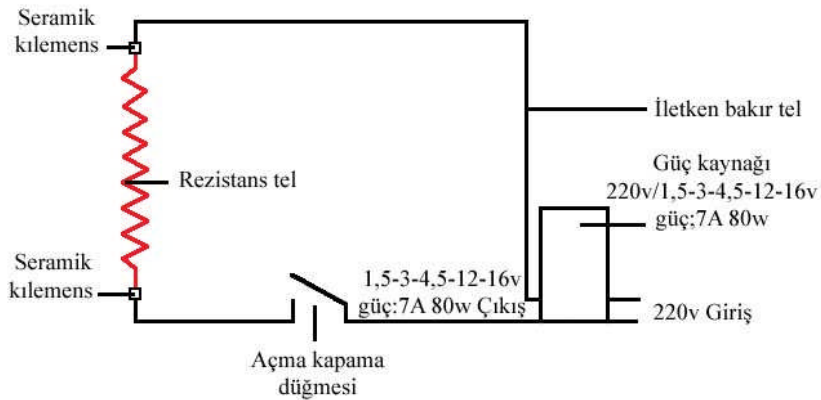 Seramik
kılemens
İletken bakır tel
Güç kaynağı
220v/1,5-3-4,5-12-16v
güç;7A 80w
Rezistans tel
Seramik
kılemens
1,5-3-4,5-12-16v
güç:7A 80w Çıkış
220v Giriş
Açma kapama
düğmesi